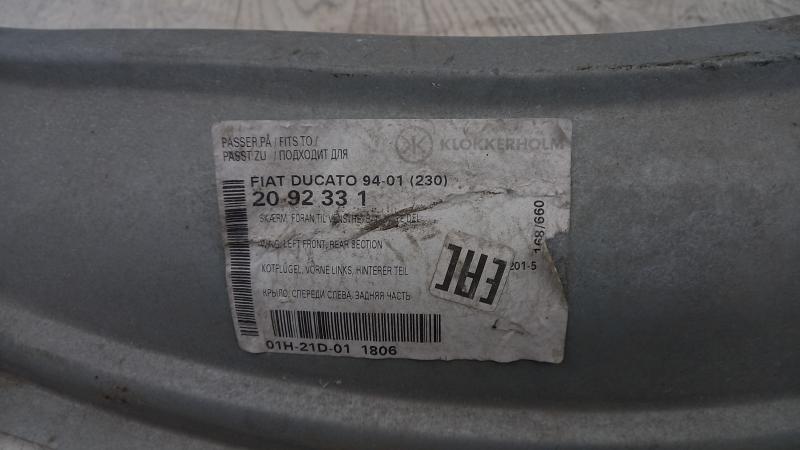 PASSER PÅ / FITS TO /
PASST ZU / ПОДХОДИТ ДЛЯ
KLOKKERHOLM
FIAT DUCATO 94-01 (230)
20 92 33 1
SKÆRM, FORAN TIL VENSTRE, DEL
WING, LEFT FRONT, REAR SECTION
KOTFLÜGEL, VORNE LINKS, HINTERER TEIL
КРЫЛО, СПЕРЕДИ СЛЕВА, ЗАДНЯЯ ЧАСТЬ
01H-21D-01 1806
EAC
201-5
168/660